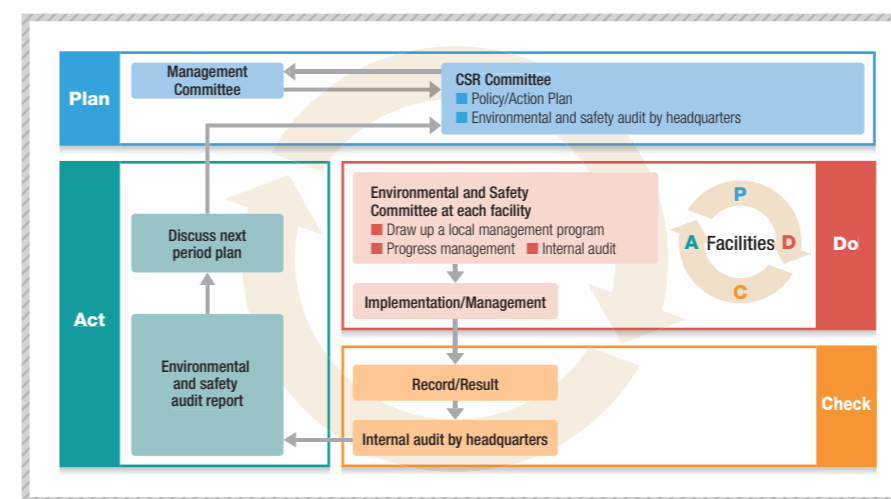 Plan
Management
Committee
CSR Committee
Policy/Action Plan
Environmental and safety audit by headquarters
Act
Discuss next
period plan
Environmental
and safety
audit report
Environmental and Safety
Committee at each facility
Draw up a local management program
Progress management Internal audit
Implementation/Management
P
A Facilities D
C
Do
Record/Result
Internal audit by headquarters
Check